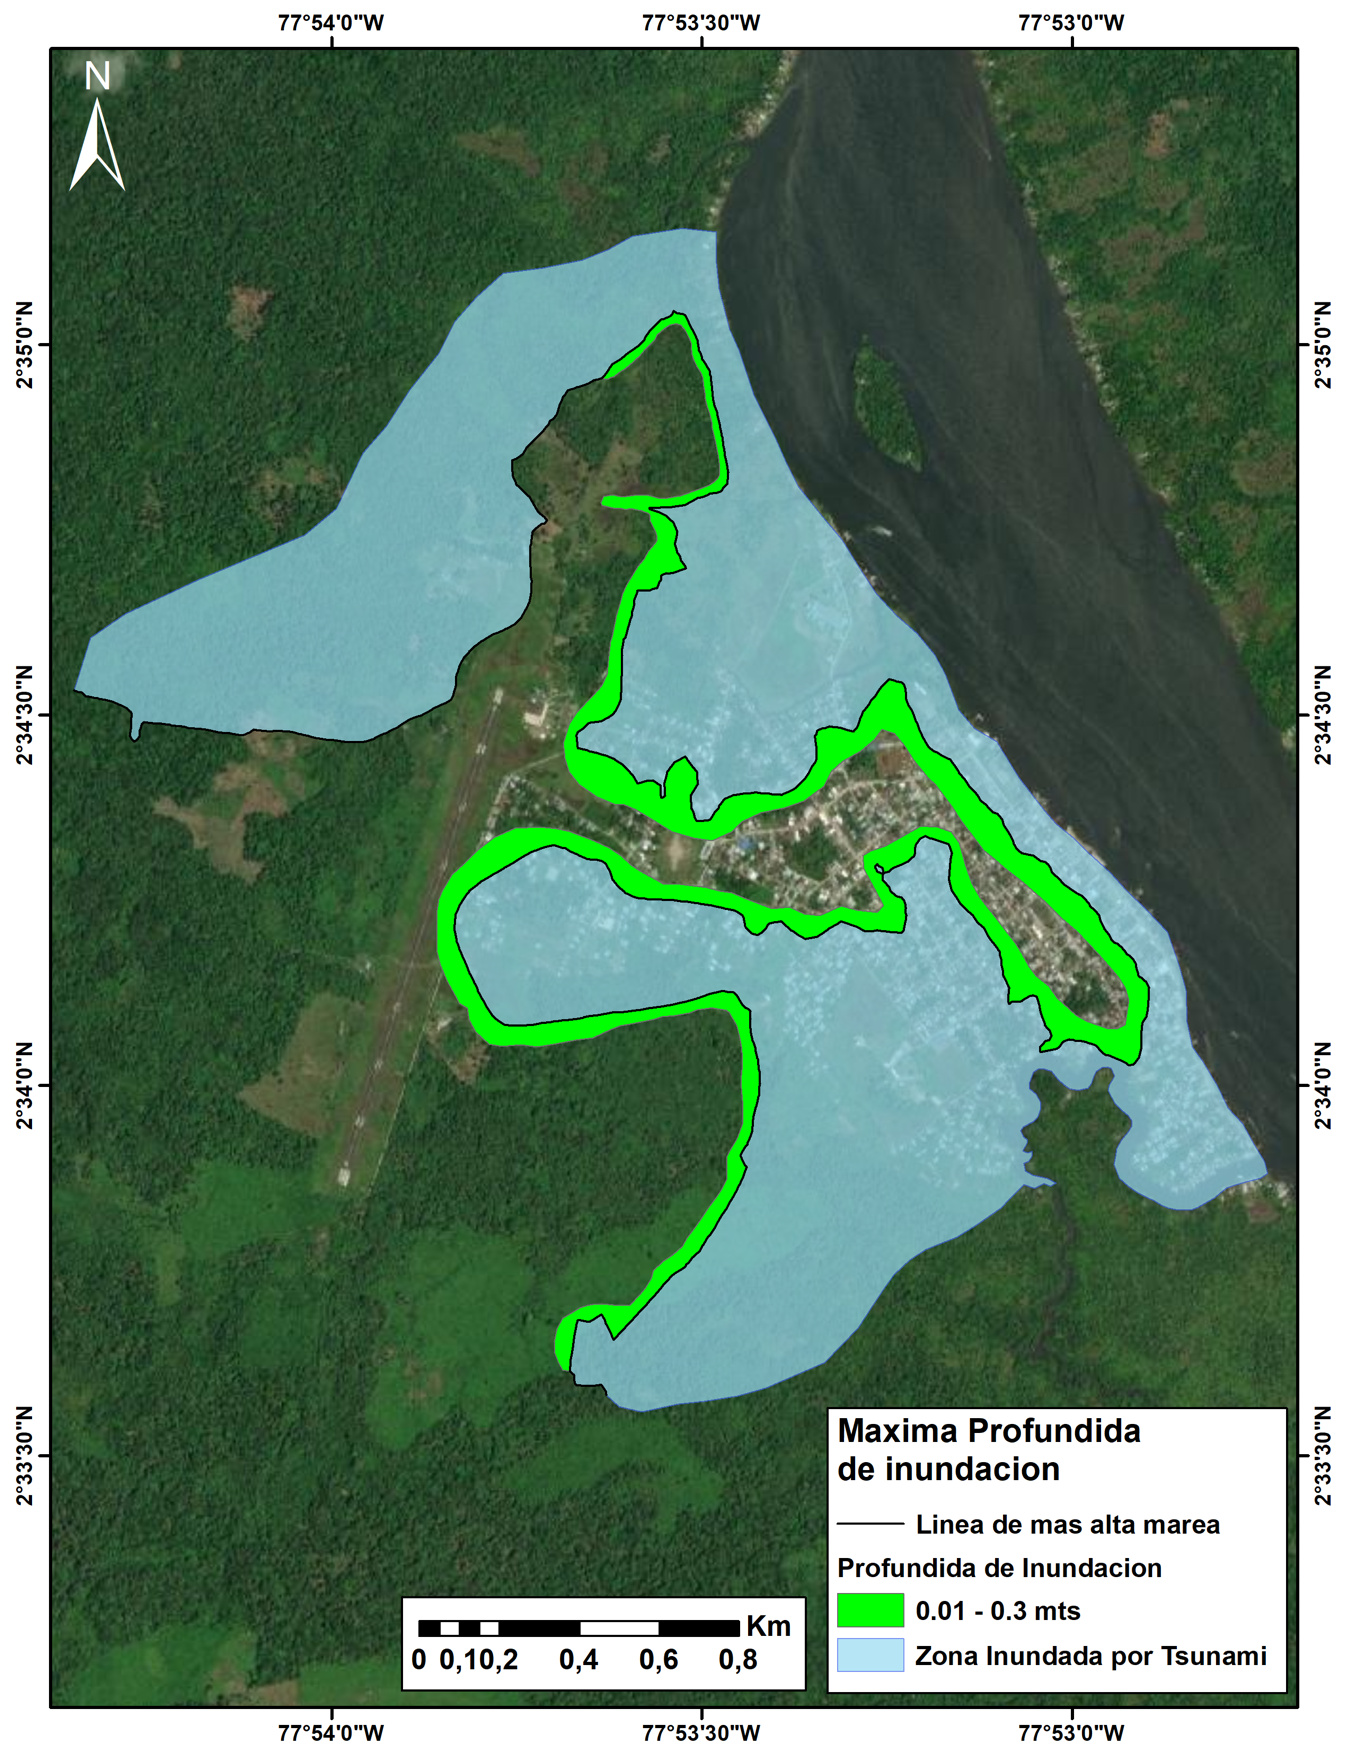 77°54'0"W 77°53'30"W 77°53'0"W
N
2°35'0"N 2°35'0"N
2°34'30"N 2°34'30"N
2°34'0"N 2°34'0"N
2°33'30"N 2°33'30"N
Maxima Profundida
de inundacion
Linea de mas alta marea
Profundida de Inundacion
0.01 - 0.3 mts
Zona Inundada por Tsunami
Km
0 0,1 0,2 0,4 0,6 0,8
77°54'0"W 77°53'30"W 77°53'0"W